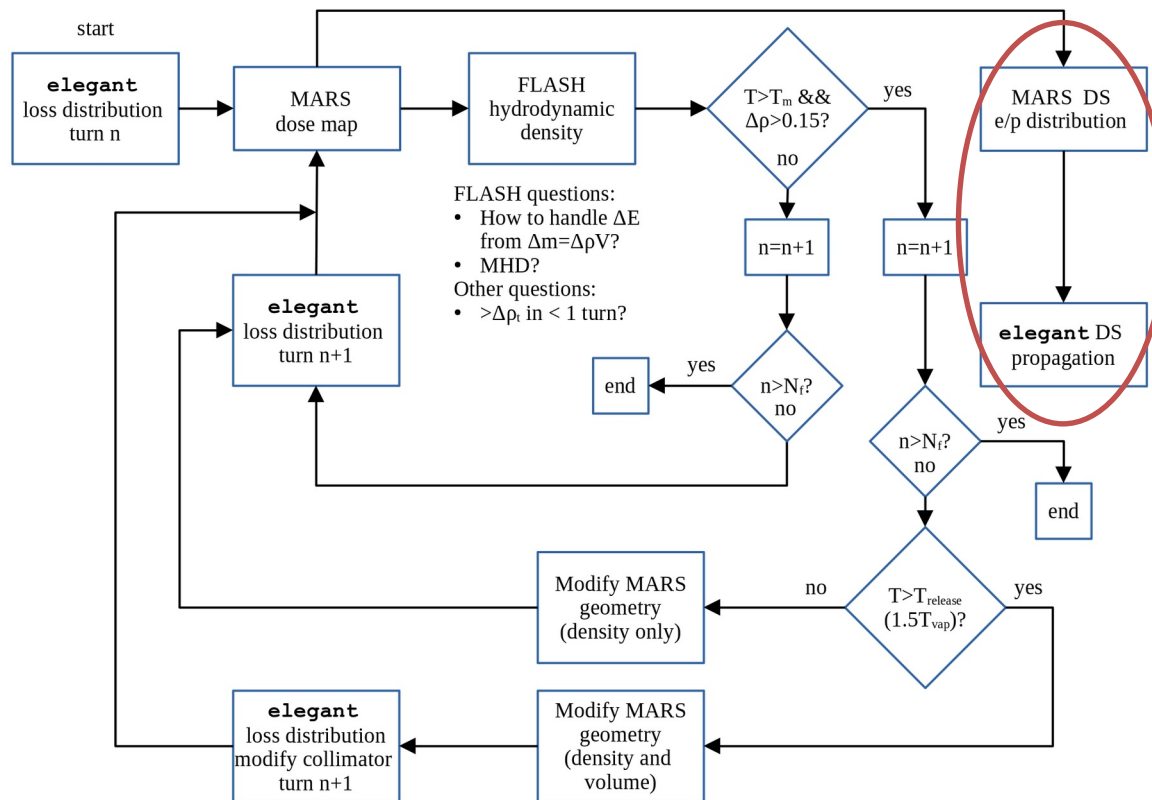 start
elegant
loss distribution
turn n
MARS
dose map
FLASH
hydrodynamic
density
T>Tₘ &&
Δρ>0.15?
no
yes
MARS DS
e/p distribution
FLASH questions:
• How to handle ΔE
from Δm=ΔρV?
• MHD?
Other questions:
• >Δρₜ in < 1 turn?
n=n+1
n=n+1
elegant
loss distribution
turn n+1
elegant DS
propagation
end
yes
n>Nf?
no
n>Nf?
no
yes
end
Modify MARS
geometry
(density only)
no
T>Trelease
(1.5Tvap)?
yes
elegant
loss distribution
modify collimator
turn n+1
Modify MARS
geometry
(density and
volume)